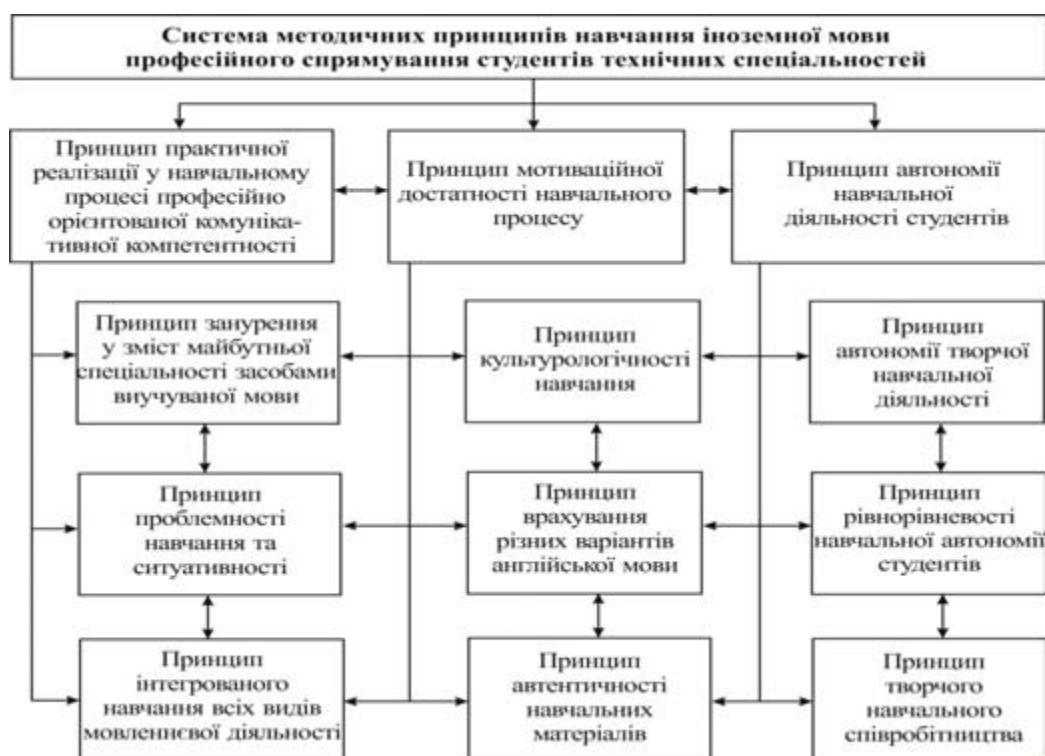 Система методичних принципів навчання іноземної мови
професійного спрямування студентів технічних спеціальностей
Принцип практичної
реалізації у навчальному
процесі професійно
орієнтованої комуніка-
тивної компетентності
Принцип мотиваційної
достатності навчального
процесу
Принцип автономії
навчальної
діяльності студентів
Принцип занурення
у зміст майбутньої
спеціальності засобами
виучуваної мови
Принцип
культурологічності
навчання
Принцип
автономії творчої
навчальної
діяльності
Принцип
проблемності
навчання та
ситуативності
Принцип
врахування
різних варіантів
англійської мови
Принцип
рівнорівневості
навчальної автономії
студентів
Принцип
інтегрованого
навчання всіх видів
мовленнєвої діяльності
Принцип
автентичності
навчальних
матеріалів
Принцип
творчого
навчального
співробітництва